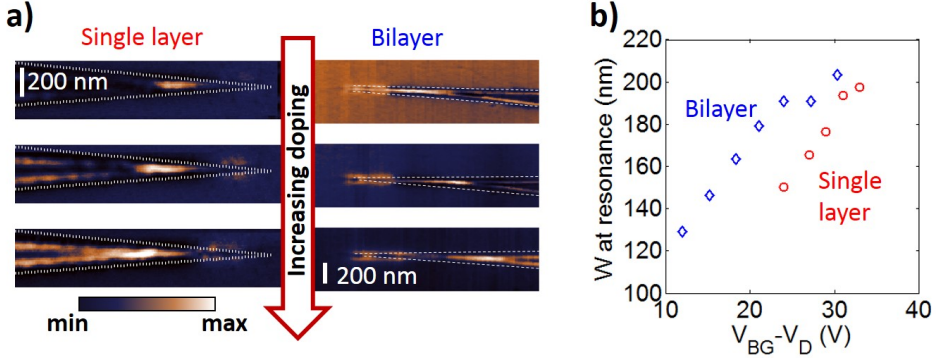 a)
Single layer
Bilayer
200 nm
Increasing doping
200 nm
min
max
b)
W at resonance (nm)
220
200
180
160
140
120
100
10
20
30
40
V_BG-V_D (V)
Bilayer
Single
layer